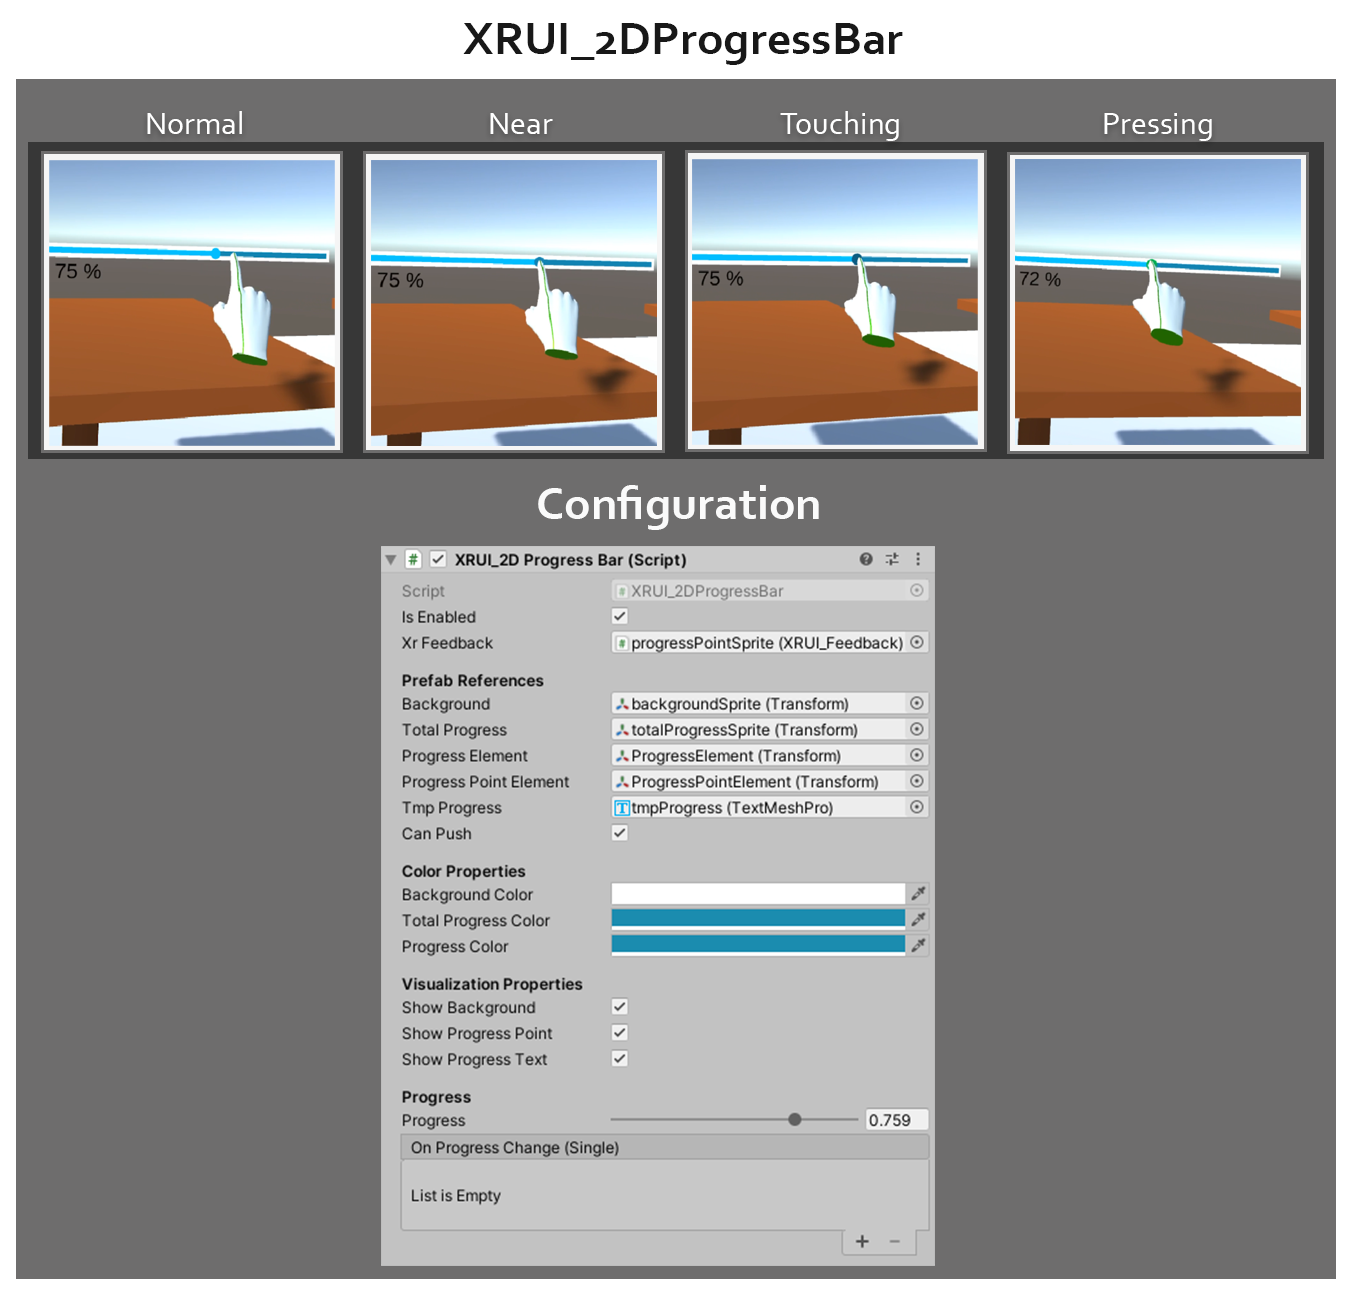 XRUI_2DProgressBar
Normal Near Touching Pressing
75 % 75 % 75 % 72 %
Configuration
# XRUI_2D Progress Bar (Script)
Script # XRUI_2DProgressBar
Is Enabled
Xr Feedback # progressPointSprite (XRUI_Feedback)
Prefab References
Background backgroundSprite (Transform)
Total Progress totalProgressSprite (Transform)
Progress Element ProgressElement (Transform)
Progress Point Element ProgressPointElement (Transform)
Tmp Progress T tmpProgress (TextMeshPro)
Can Push
Color Properties
Background Color
Total Progress Color
Progress Color
Visualization Properties
Show Background
Show Progress Point
Show Progress Text
Progress
Progress 0.759
On Progress Change (Single)
List is Empty
+ −